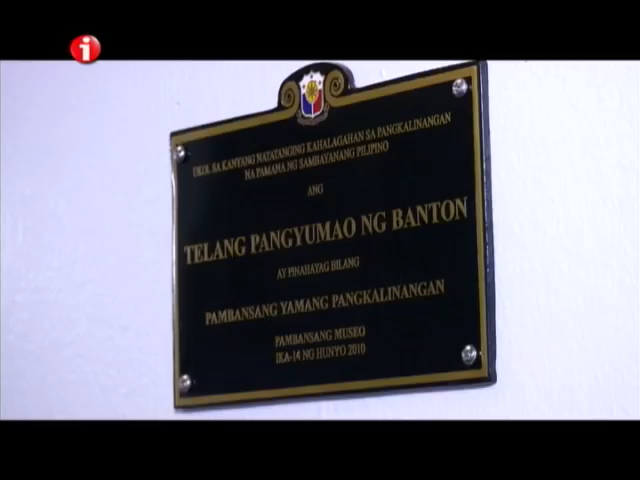 i
UKOL SA KANYANG NATATANGING KAHALAGAHAN SA PANGKALINANGAN
NA PAMANA NG SAMBAYANANG PILIPINO
ANG
TELANG PANGYUMAO NG BANTON
AY PINAHAYAG BILANG
PAMBANSANG YAMANG PANGKALINANGAN
PAMBANSANG MUSEO
IKA-14 NG HUNYO 2010